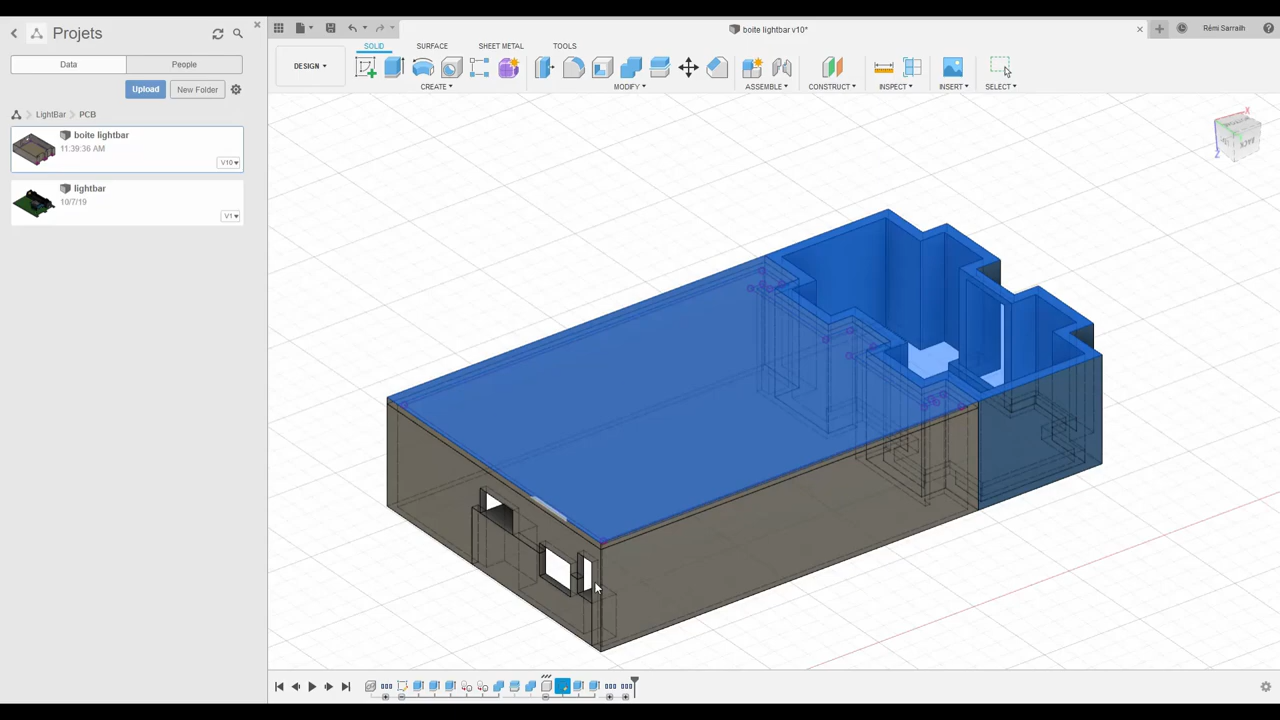 Projets
Data
People
Upload
New Folder
LightBar
PCB
boite lightbar
11:39:36 AM
V10
lightbar
10/7/19
V1
boite lightbar v10*
Rémi Sarrailh
DESIGN
SOLID
SURFACE
SHEET METAL
TOOLS
CREATE
MODIFY
ASSEMBLE
CONSTRUCT
INSPECT
INSERT
SELECT
X
Z